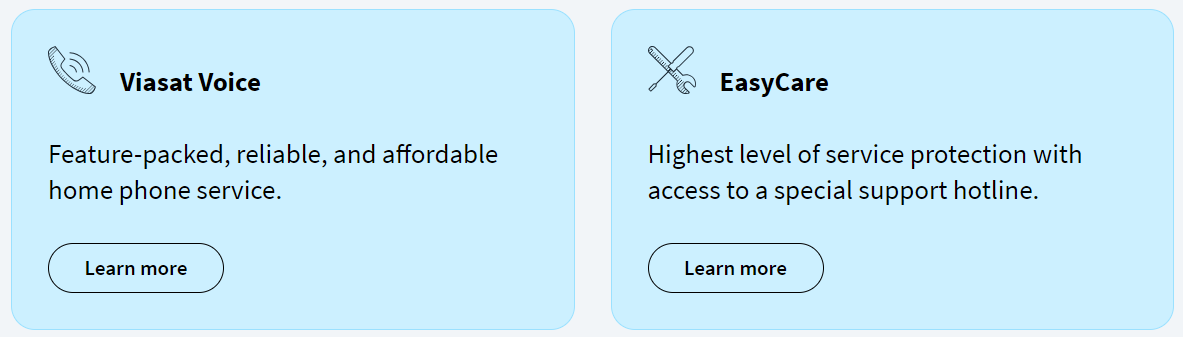 Viasat Voice
Feature-packed, reliable, and affordable
home phone service.
Learn more
EasyCare
Highest level of service protection with
access to a special support hotline.
Learn more